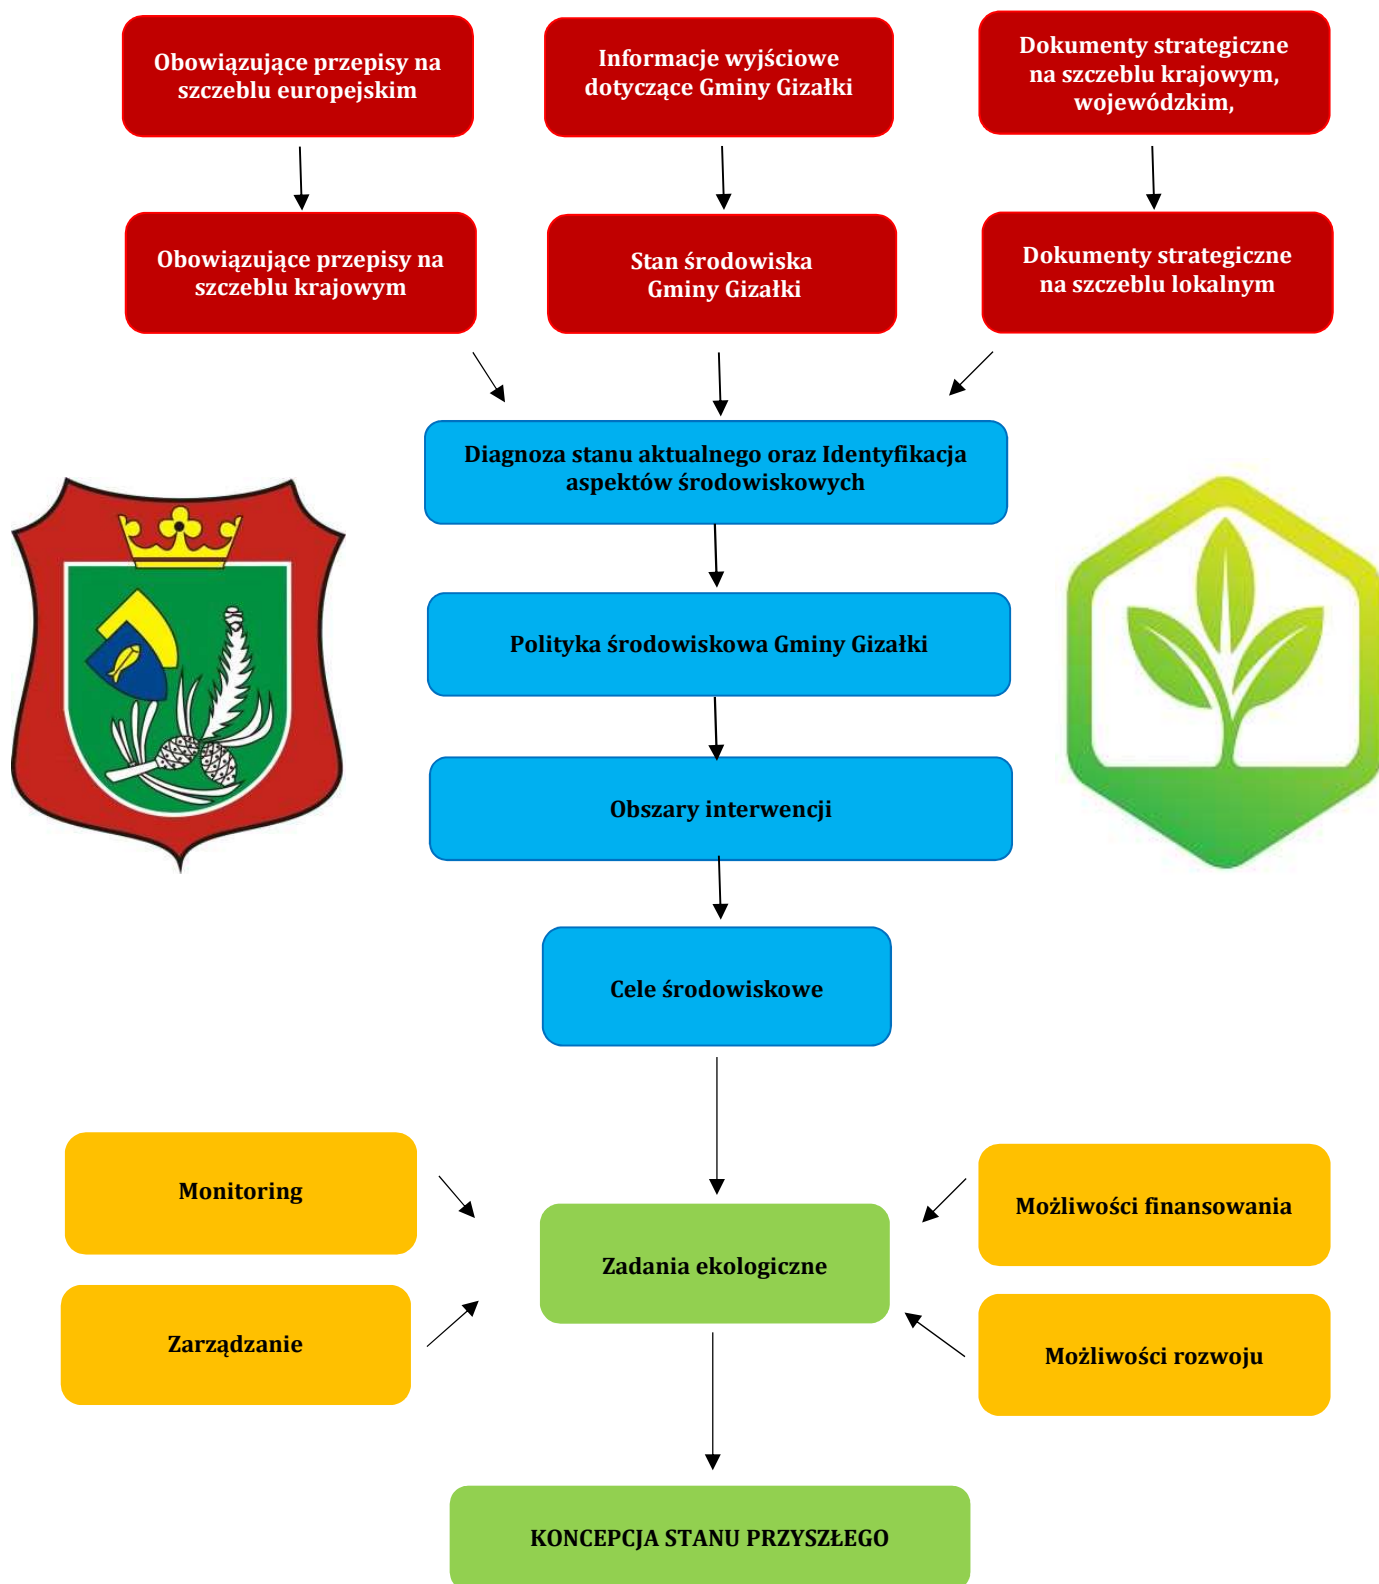 Obowiązujące przepisy na
szczeblu europejskim
Informacje wyjściowe
dotyczące Gminy Gizałki
Dokumenty strategiczne
na szczeblu krajowym,
wojewódzkim,
Obowiązujące przepisy na
szczeblu krajowym
Stan środowiska
Gminy Gizałki
Dokumenty strategiczne
na szczeblu lokalnym
Diagnoza stanu aktualnego oraz Identyfikacja
aspektów środowiskowych
Polityka środowiskowa Gminy Gizałki
Obszary interwencji
Cele środowiskowe
Monitoring
Możliwości finansowania
Zadania ekologiczne
Zarządzanie
Możliwości rozwoju
KONCEPCJA STANU PRZYSZŁEGO